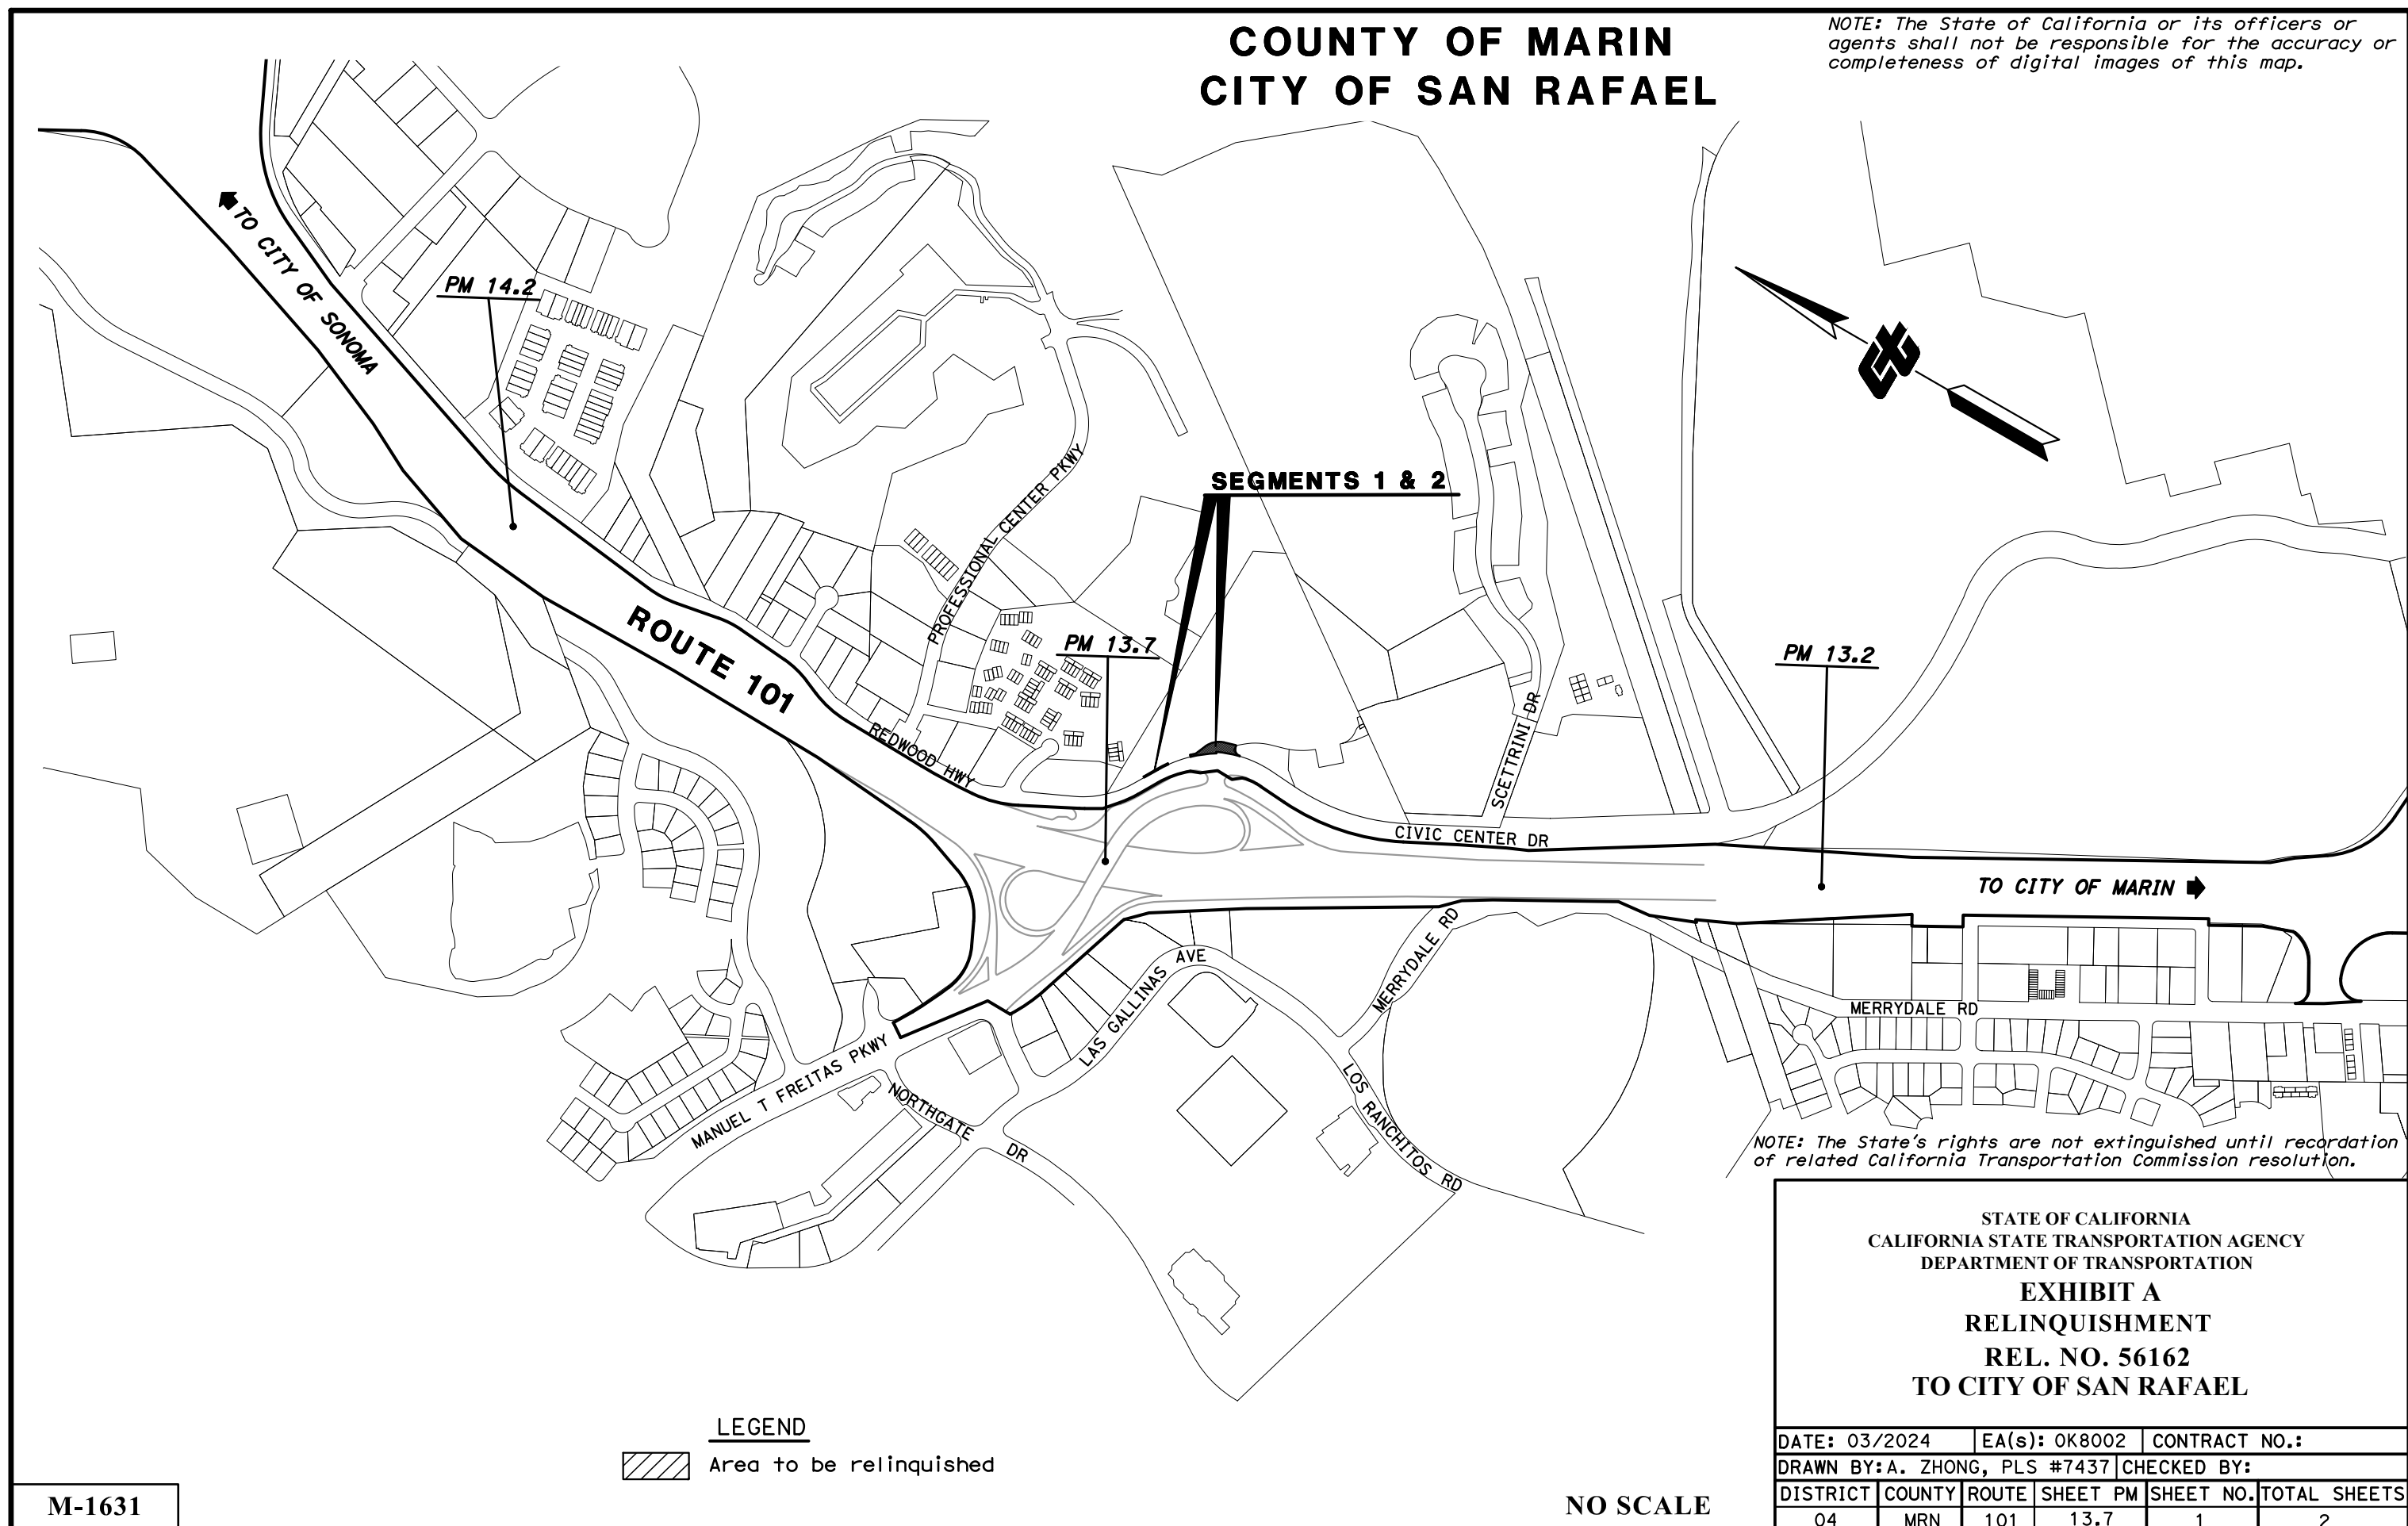 COUNTY OF MARIN
CITY OF SAN RAFAEL
NOTE: The State of California or its officers or
agents shall not be responsible for the accuracy or
completeness of digital images of this map.
TO CITY OF SONOMA
PM 14.2
PROFESSIONAL CENTER PKWY
SEGMENTS 1 & 2
ROUTE 101
PM 13.7
PM 13.2
REDWOOD HWY
SCETTRINI DR
CIVIC CENTER DR
TO CITY OF MARIN
MERRYDALE RD
LAS GALLINAS AVE
MERRYDALE RD
MANUEL T FREITAS PKWY
NORTHGATE DR
LOS RANCHITOS RD
NOTE: The State's rights are not extinguished until recordation
of related California Transportation Commission resolution.
STATE OF CALIFORNIA
CALIFORNIA STATE TRANSPORTATION AGENCY
DEPARTMENT OF TRANSPORTATION
EXHIBIT A
RELINQUISHMENT
REL. NO. 56162
TO CITY OF SAN RAFAEL
LEGEND
Area to be relinquished
DATE: 03/2024 EA(s): 0K8002 CONTRACT NO.:
DRAWN BY: A. ZHONG, PLS #7437 CHECKED BY:
DISTRICT COUNTY ROUTE SHEET PM SHEET NO. TOTAL SHEETS
04 MRN 101 13.7 1 2
M-1631
NO SCALE